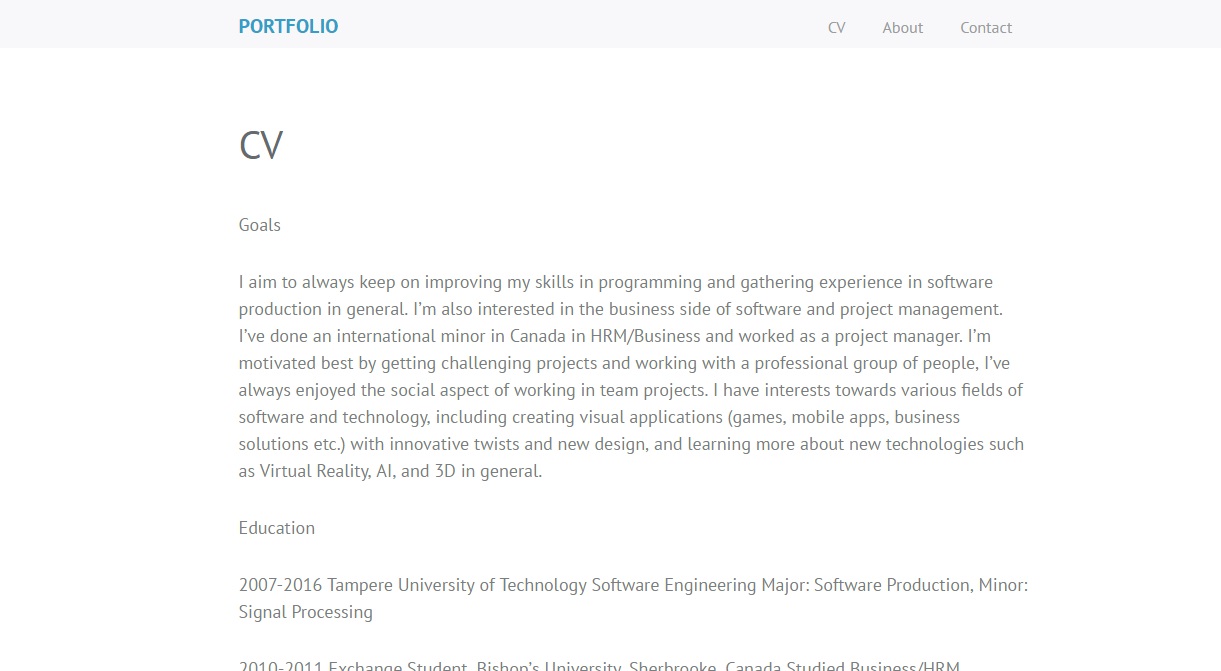 PORTFOLIO
CV About Contact
CV
Goals
I aim to always keep on improving my skills in programming and gathering experience in software
production in general. I’m also interested in the business side of software and project management.
I’ve done an international minor in Canada in HRM/Business and worked as a project manager. I’m
motivated best by getting challenging projects and working with a professional group of people, I’ve
always enjoyed the social aspect of working in team projects. I have interests towards various fields of
software and technology, including creating visual applications (games, mobile apps, business
solutions etc.) with innovative twists and new design, and learning more about new technologies such
as Virtual Reality, AI, and 3D in general.
Education
2007-2016 Tampere University of Technology Software Engineering Major: Software Production, Minor:
Signal Processing
2010-2011 Exchange Student, Bishop’s University, Sherbrooke, Canada Studied Business/HRM